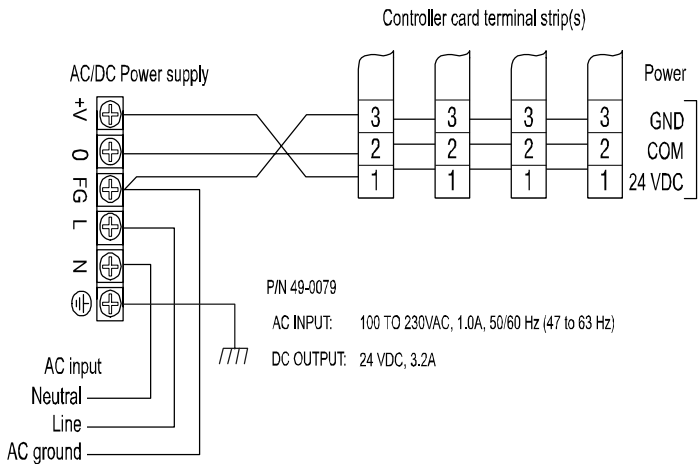 Controller card terminal strip(s)
AC/DC Power supply
Power
+V
0
FG
L
N
3 3 3 3 GND
2 2 2 2 COM
1 1 1 1 24 VDC
P/N 49-0079
AC INPUT: 100 TO 230VAC, 1.0A, 50/60 Hz (47 to 63 Hz)
DC OUTPUT: 24 VDC, 3.2A
AC input
Neutral
Line
AC ground